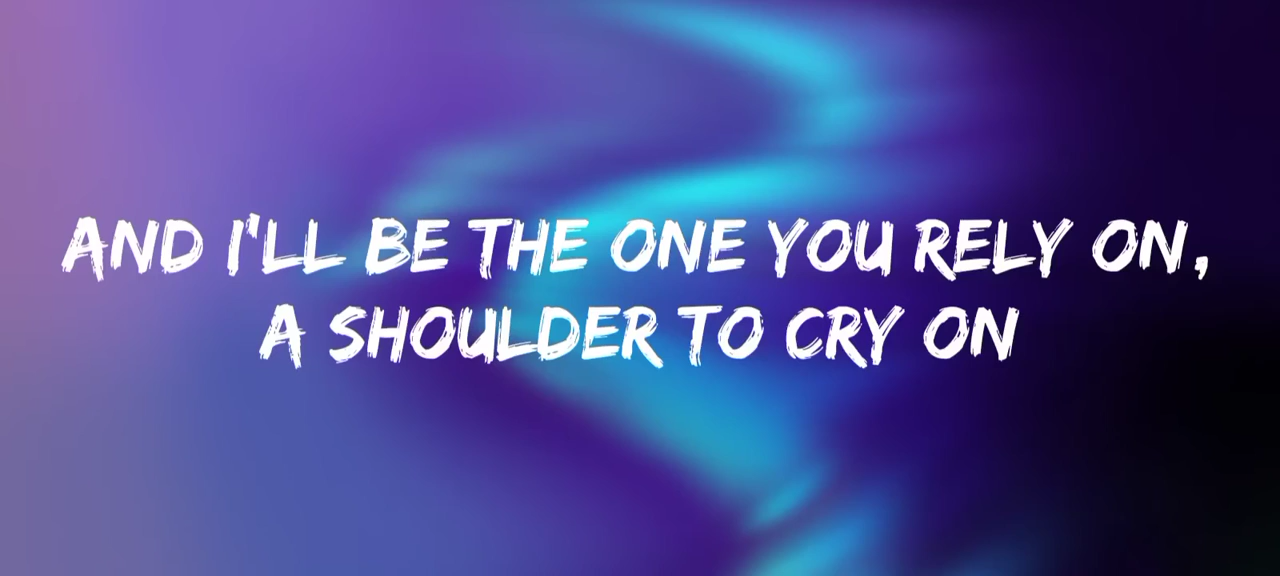 AND I'LL BE THE ONE YOU RELY ON,
A SHOULDER TO CRY ON